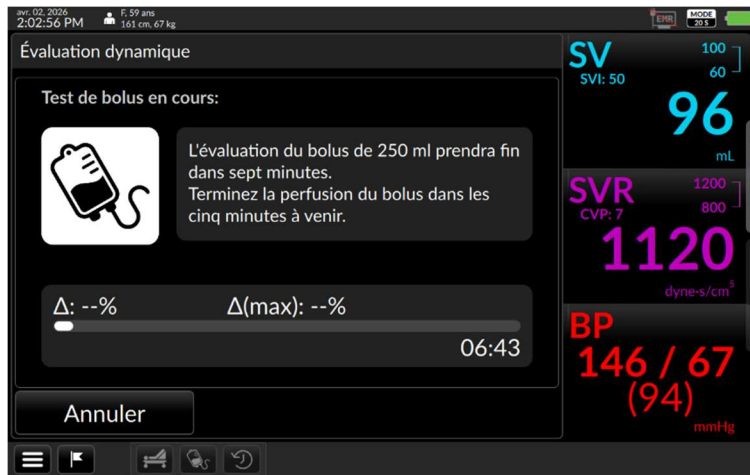 avr. 02, 2026
2:02:56 PM
F, 59 ans
161 cm, 67 kg
EMR
MODE
20 S
Évaluation dynamique
Test de bolus en cours:
L'évaluation du bolus de 250 ml prendra fin
dans sept minutes.
Terminez la perfusion du bolus dans les
cinq minutes à venir.
Δ: --%
Δ(max): --%
06:43
Annuler
SV
SVI: 50
100
60
96
mL
SVR
CVP: 7
1200
800
1120
dyne-s/cm⁵
BP
146 / 67
(94)
mmHg